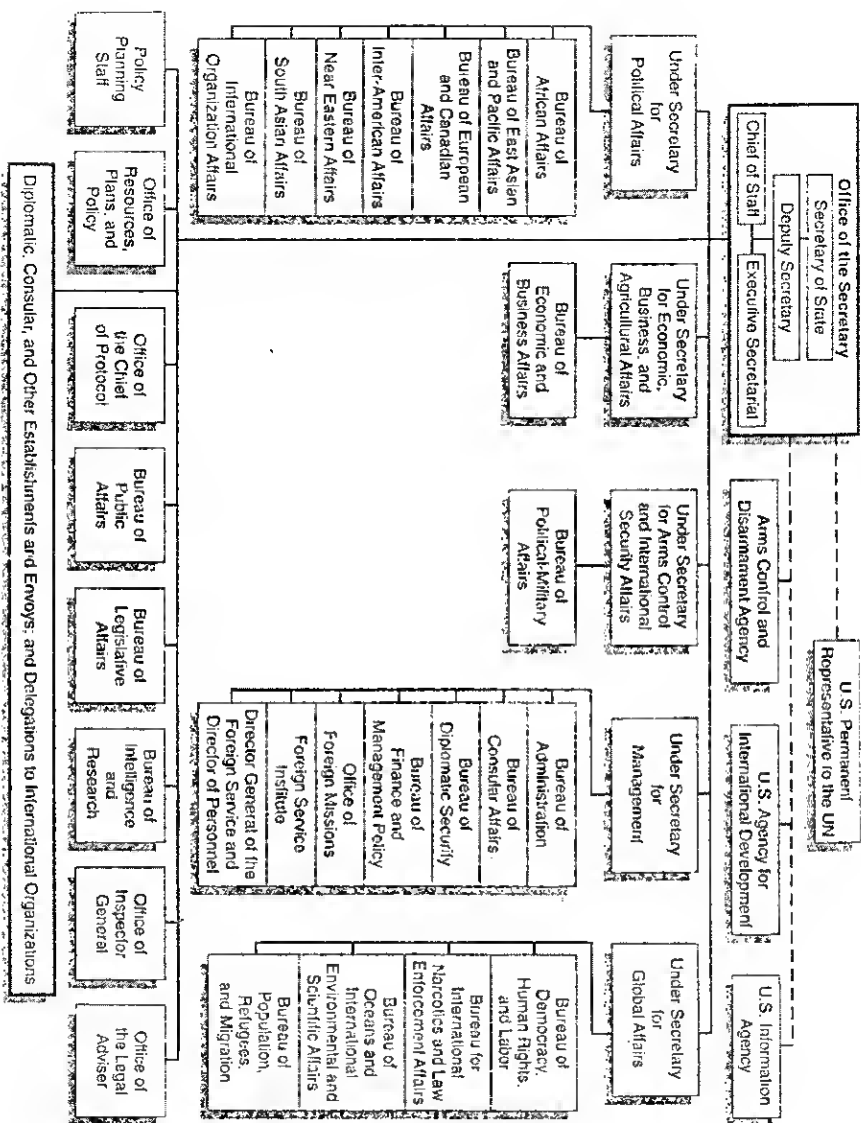 Office of the Secretary
Secretary of State
Deputy Secretary
Chief of Staff
Executive Secretariat
U.S. Permanent
Representative to the UN
Arms Control and
Disarmament Agency
U.S. Agency for
International Development
U.S. Information
Agency
Under Secretary
for
Political Affairs
Under Secretary
for Economic,
Business, and
Agricultural Affairs
Under Secretary
for Arms Control
and International
Security Affairs
Under Secretary
for
Management
Under Secretary
for
Global Affairs
Bureau of
African Affairs
Bureau of East Asian
and Pacific Affairs
Bureau of European
and Canadian
Affairs
Bureau of
Inter-American Affairs
Bureau of
Near Eastern Affairs
Bureau of
South Asian Affairs
Bureau of
International
Organization Affairs
Bureau of
Economic and
Business Affairs
Bureau of
Political-Military
Affairs
Bureau of
Administration
Bureau of
Consular Affairs
Bureau of
Diplomatic Security
Bureau of
Finance and
Management Policy
Office of
Foreign Missions
Foreign Service
Institute
Director General of the
Foreign Service and
Director of Personnel
Bureau of
Democracy,
Human Rights,
and Labor
Bureau for
International
Narcotics and Law
Enforcement Affairs
Bureau of
Oceans and
International
Environmental and
Scientific Affairs
Bureau of
Population,
Refugees,
and Migration
Policy
Planning
Staff
Office of
Resources,
Plans, and
Policy
Office of
the Chief
of Protocol
Bureau of
Public
Affairs
Bureau of
Legislative
Affairs
Bureau of
Intelligence
and
Research
Office of
Inspector
General
Office of
the Legal
Adviser
Diplomatic, Consular, and Other Establishments and Envoys; and Delegations to International Organizations